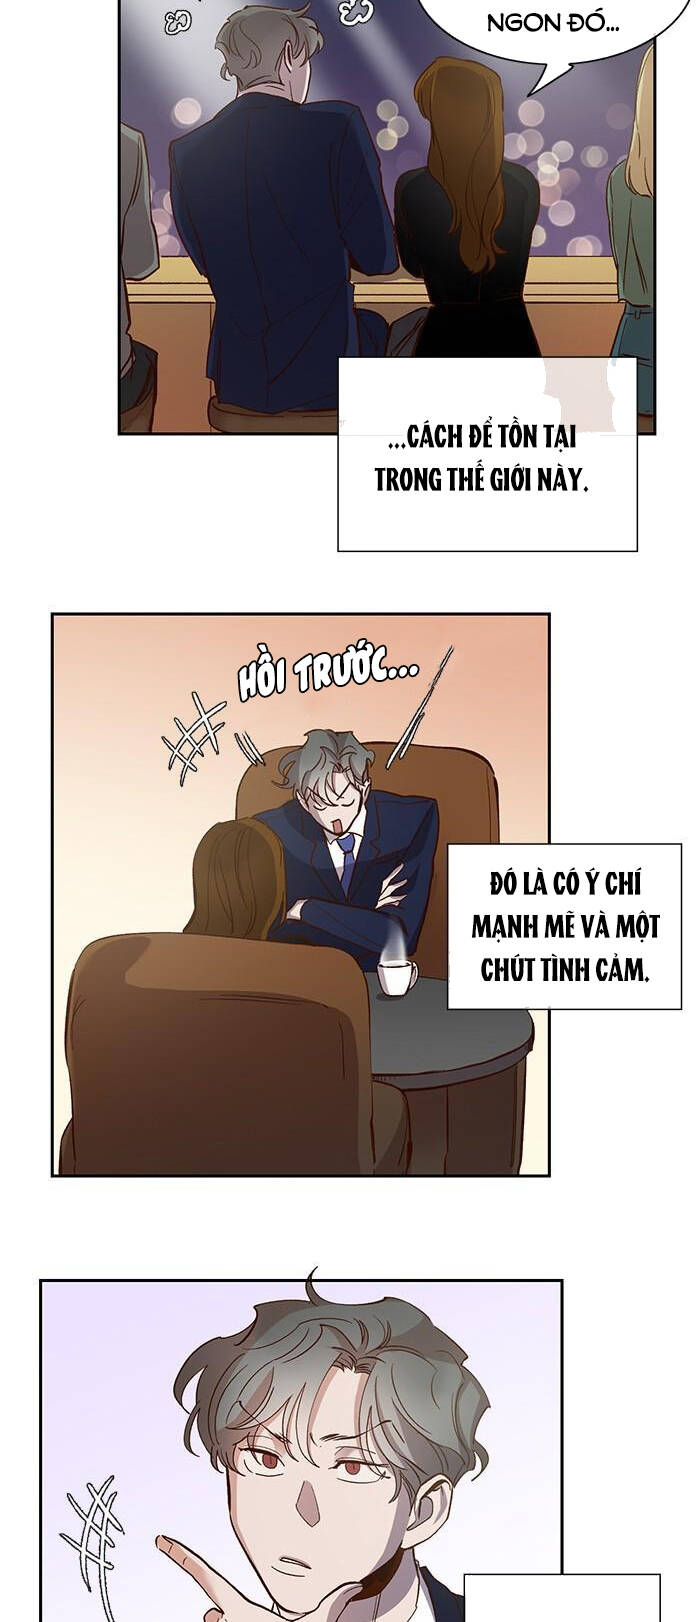 NGON ĐÓ...
...CÁCH ĐỂ TỒN TẠI
TRONG THẾ GIỚI NÀY.
HỒI TRƯỚC...
ĐÓ LÀ CÓ Ý CHÍ
MẠNH MẼ VÀ MỘT
CHÚT TÌNH CẢM.